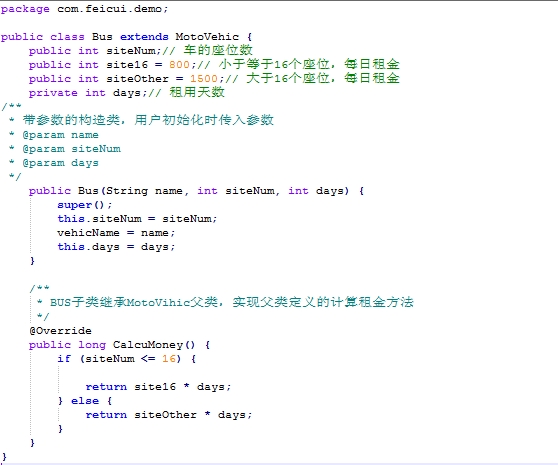 package com.feicui.demo;
public class Bus extends MotoVehic {
public int siteNum;// 车的座位数
public int site16 = 800;// 小于等于16个座位，每日租金
public int siteOther = 1500;// 大于16个座位，每日租金
private int days;// 租用天数
/**
* 带参数的构造类，用户初始化时传入参数
* @param name
* @param siteNum
* @param days
*/
public Bus(String name, int siteNum, int days) {
super();
this.siteNum = siteNum;
vehicName = name;
this.days = days;
}
/**
* BUS子类继承MotoVihic父类，实现父类定义的计算租金方法
*/
@Override
public long CalcuMoney() {
if (siteNum <= 16) {
return site16 * days;
} else {
return siteOther * days;
}
}
}